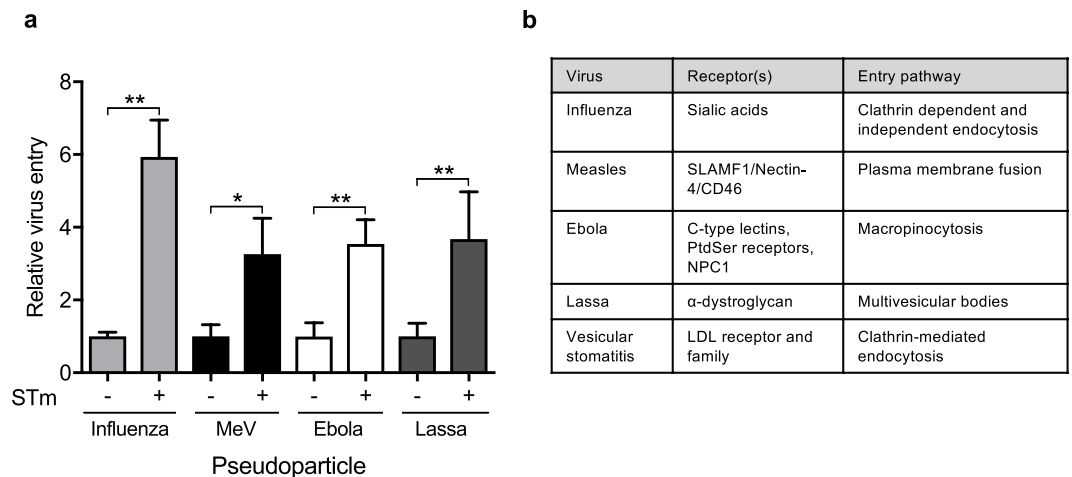 a
Relative virus entry
8
6
4
2
0
**
*
**
**
STm
- + - + - + - +
Influenza MeV Ebola Lassa
Pseudoparticle
b
Virus Receptor(s) Entry pathway
Influenza Sialic acids Clathrin dependent and
independent endocytosis
Measles SLAMF1/Nectin- Plasma membrane fusion
4/CD46
Ebola C-type lectins, Macropinocytosis
PtdSer receptors,
NPC1
Lassa α-dystroglycan Multivesicular bodies
Vesicular LDL receptor and Clathrin-mediated
stomatitis family endocytosis